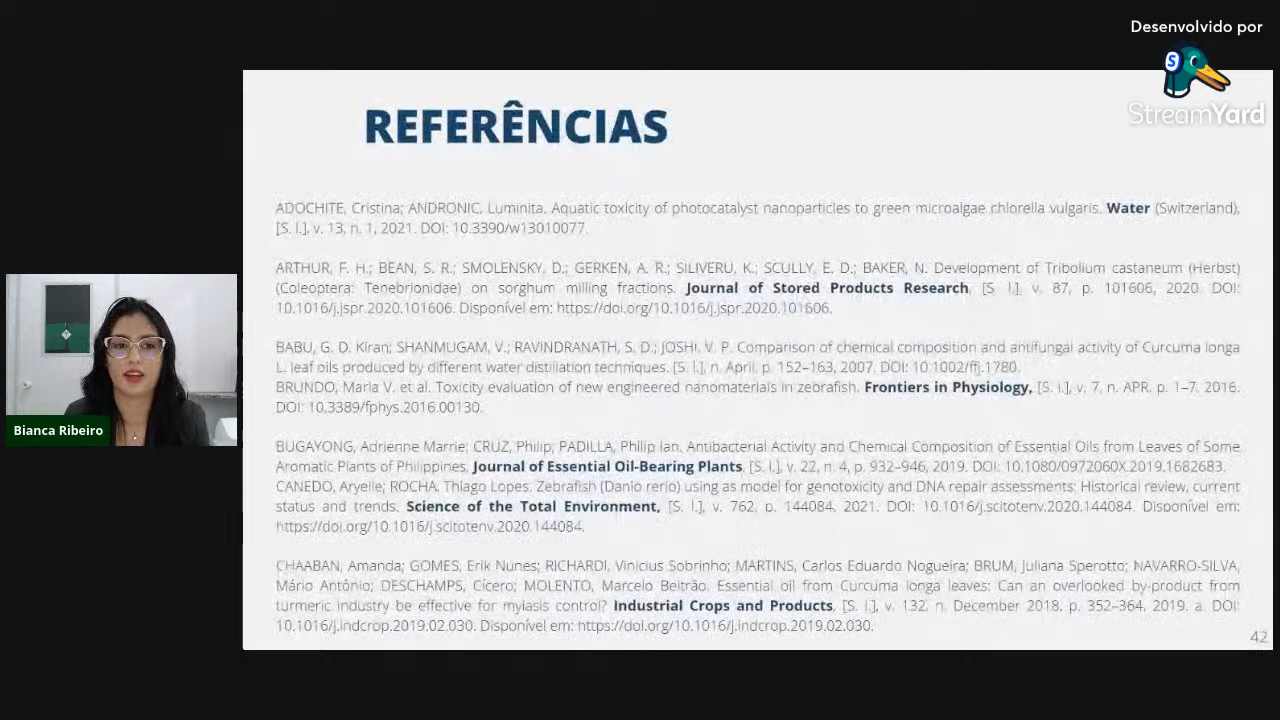 Desenvolvido por
StreamYard
REFERÊNCIAS
ADOCHITE, Cristina; ANDRONIC, Luminita. Aquatic toxicity of photocatalyst nanoparticles to green microalgae chlorella vulgaris. Water (Switzerland),
[S. l.], v. 13, n. 1, 2021. DOI: 10.3390/w13010077.
ARTHUR, F. H.; BEAN, S. R.; SMOLENSKY, D.; GERKEN, A. R.; SILIVERU, K.; SCULLY, E. D.; BAKER, N. Development of Tribolium castaneum (Herbst)
(Coleoptera: Tenebrionidae) on sorghum milling fractions. Journal of Stored Products Research, [S. l.], v. 87, p. 101606, 2020. DOI:
10.1016/j.jspr.2020.101606. Disponível em: https://doi.org/10.1016/j.jspr.2020.101606.
BABU, G. D. Kiran; SHANMUGAM, V.; RAVINDRANATH, S. D.; JOSHI, V. P. Comparison of chemical composition and antifungal activity of Curcuma longa
L. leaf oils produced by different water distillation techniques. [S. l.], n. April, p. 152–163, 2007. DOI: 10.1002/ffj.1780.
BRUNDO, Maria V. et al. Toxicity evaluation of new engineered nanomaterials in zebrafish. Frontiers in Physiology, [S. l.], v. 7, n. APR, p. 1–7, 2016.
DOI: 10.3389/fphys.2016.00130.
BUGAYONG, Adrienne Marrie; CRUZ, Philip; PADILLA, Philip Ian. Antibacterial Activity and Chemical Composition of Essential Oils from Leaves of Some
Aromatic Plants of Philippines. Journal of Essential Oil-Bearing Plants, [S. l.], v. 22, n. 4, p. 932–946, 2019. DOI: 10.1080/0972060X.2019.1682683.
CANEDO, Aryelle; ROCHA, Thiago Lopes. Zebrafish (Danio rerio) using as model for genotoxicity and DNA repair assessments: Historical review, current
status and trends. Science of the Total Environment, [S. l.], v. 762, p. 144084, 2021. DOI: 10.1016/j.scitotenv.2020.144084. Disponível em:
https://doi.org/10.1016/j.scitotenv.2020.144084.
CHAABAN, Amanda; GOMES, Erik Nunes; RICHARDI, Vinicius Sobrinho; MARTINS, Carlos Eduardo Nogueira; BRUM, Juliana Sperotto; NAVARRO-SILVA,
Mário Antônio; DESCHAMPS, Cícero; MOLENTO, Marcelo Beltrão. Essential oil from Curcuma longa leaves: Can an overlooked by-product from
turmeric industry be effective for myiasis control? Industrial Crops and Products, [S. l.], v. 132, n. December 2018, p. 352–364, 2019. a. DOI:
10.1016/j.indcrop.2019.02.030. Disponível em: https://doi.org/10.1016/j.indcrop.2019.02.030.
42
Bianca Ribeiro